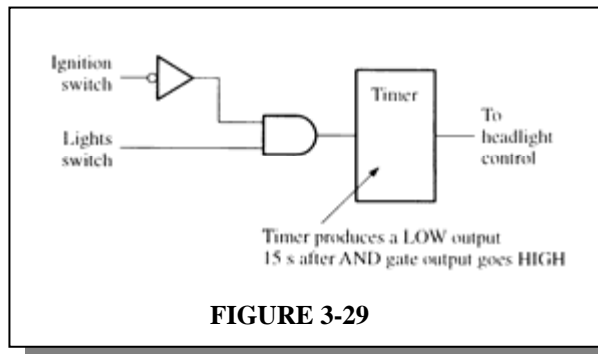 Ignition
switch
Lights
switch
Timer
To
headlight
control
Timer produces a LOW output
15 s after AND gate output goes HIGH
FIGURE 3-29